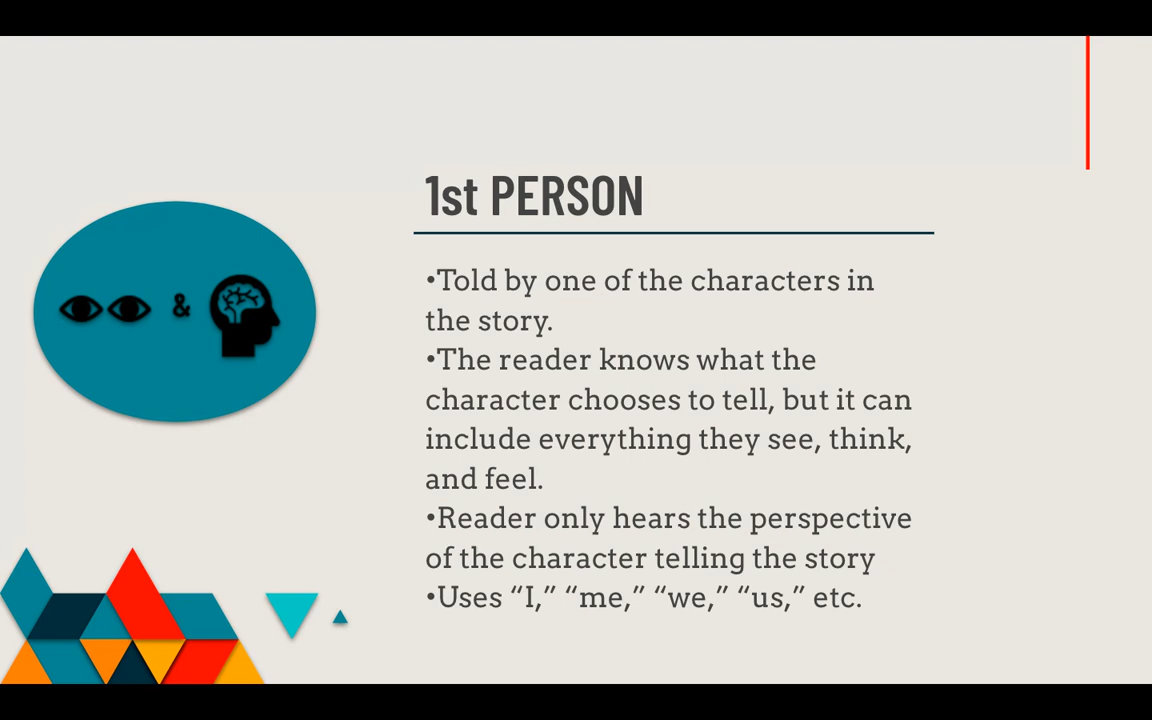 &
1st PERSON
•Told by one of the characters in
the story.
•The reader knows what the
character chooses to tell, but it can
include everything they see, think,
and feel.
•Reader only hears the perspective
of the character telling the story
•Uses “I,” “me,” “we,” “us,” etc.